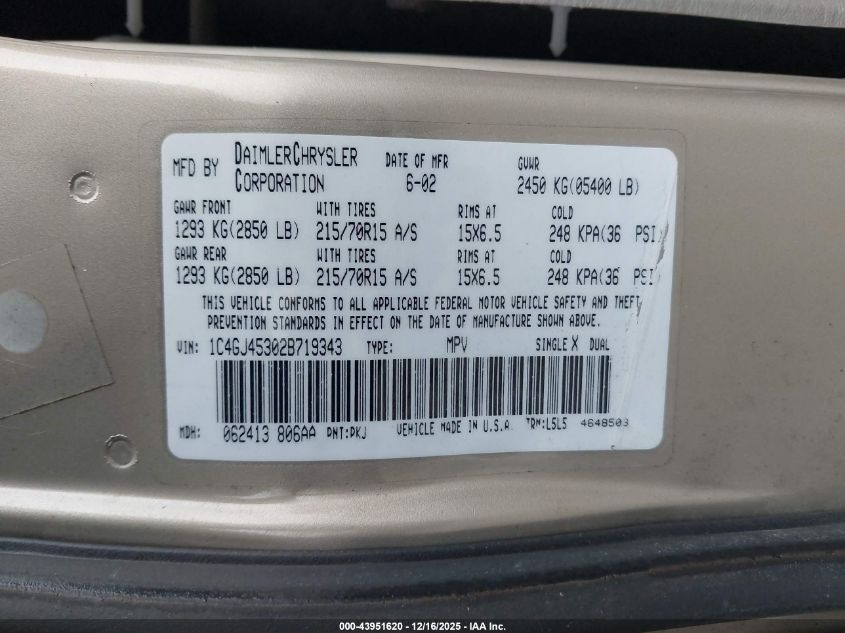 MFD BY DAIMLERCHRYSLER CORPORATION DATE OF MFR 6-02 GVWR 2450 KG(05400 LB)
GAWR FRONT WITH TIRES RIMS AT COLD
1293 KG(2850 LB) 215/70R15 A/S 15X6.5 248 KPA(36 PSI)
GAWR REAR WITH TIRES RIMS AT COLD
1293 KG(2850 LB) 215/70R15 A/S 15X6.5 248 KPA(36 PSI)
THIS VEHICLE CONFORMS TO ALL APPLICABLE FEDERAL MOTOR VEHICLE SAFETY AND THEFT
PREVENTION STANDARDS IN EFFECT ON THE DATE OF MANUFACTURE SHOWN ABOVE.
VIN: 1C4GJ45302B719343 TYPE: MPV SINGLE X DUAL
MDH: 062413 806AA PNT:PKJ VEHICLE MADE IN U.S.A. TRM:L5L5 4648503
000-43951620 - 12/16/2025 - IAA Inc.